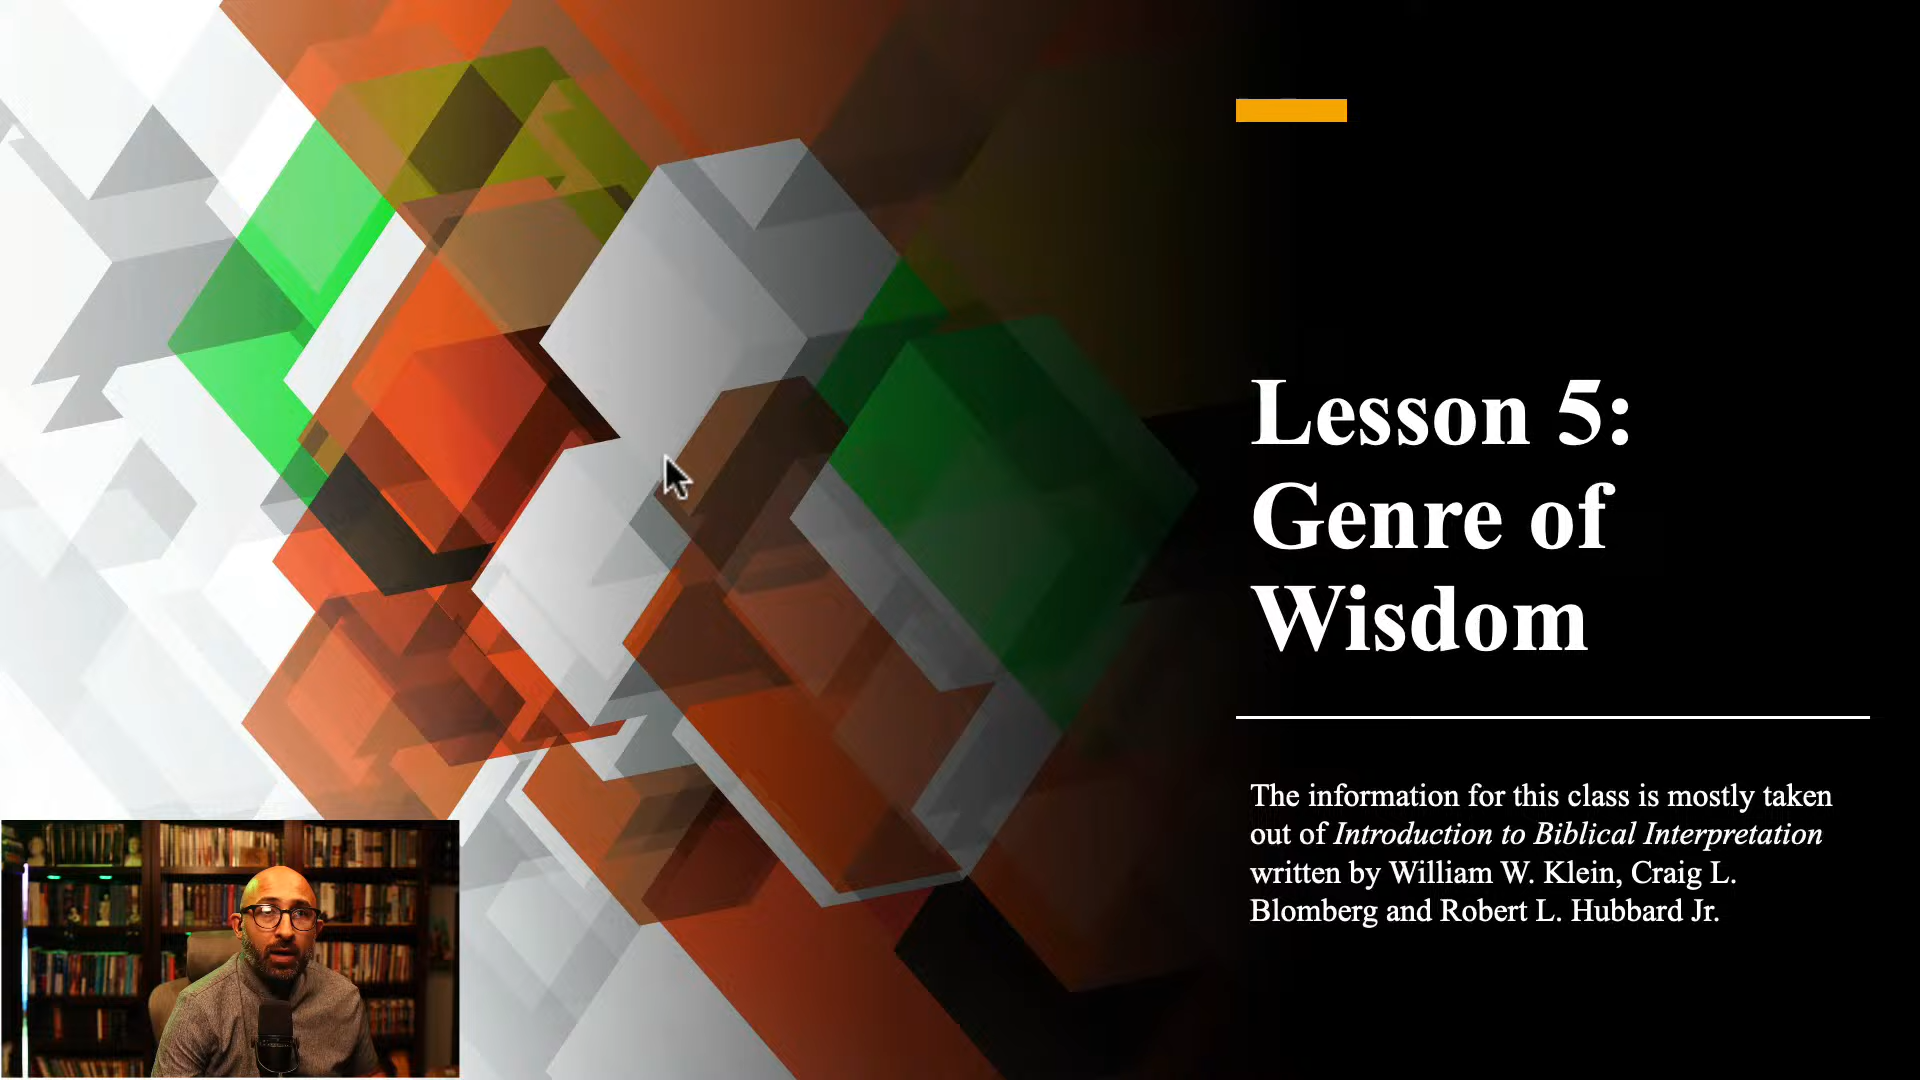 Lesson 5:
Genre of
Wisdom
The information for this class is mostly taken
out of Introduction to Biblical Interpretation
written by William W. Klein, Craig L.
Blomberg and Robert L. Hubbard Jr.